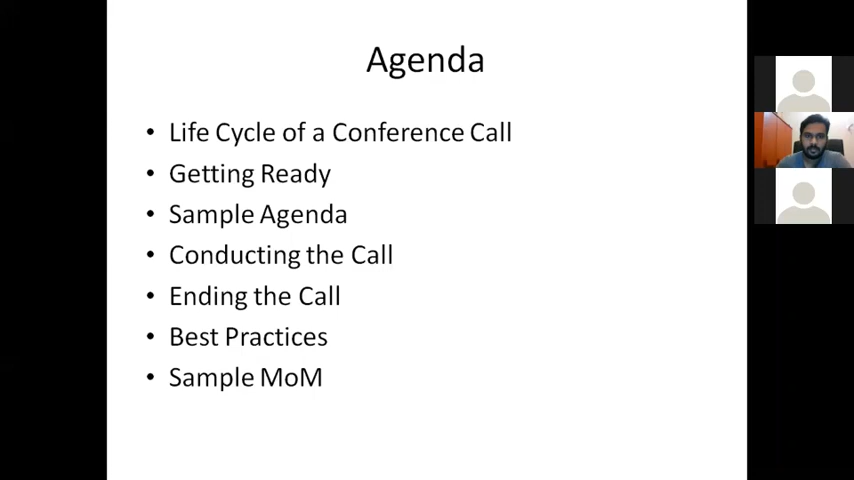 Agenda
• Life Cycle of a Conference Call
• Getting Ready
• Sample Agenda
• Conducting the Call
• Ending the Call
• Best Practices
• Sample MoM